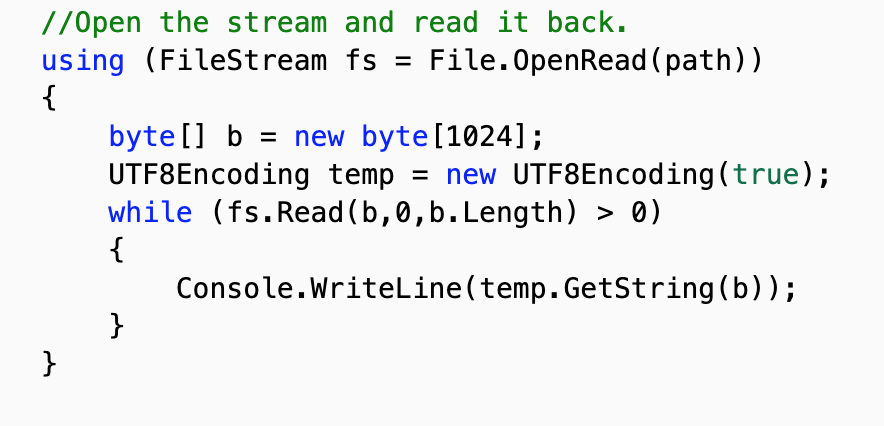 //Open the stream and read it back.
using (FileStream fs = File.OpenRead(path))
{
    byte[] b = new byte[1024];
    UTF8Encoding temp = new UTF8Encoding(true);
    while (fs.Read(b,0,b.Length) > 0)
    {
        Console.WriteLine(temp.GetString(b));
    }
}